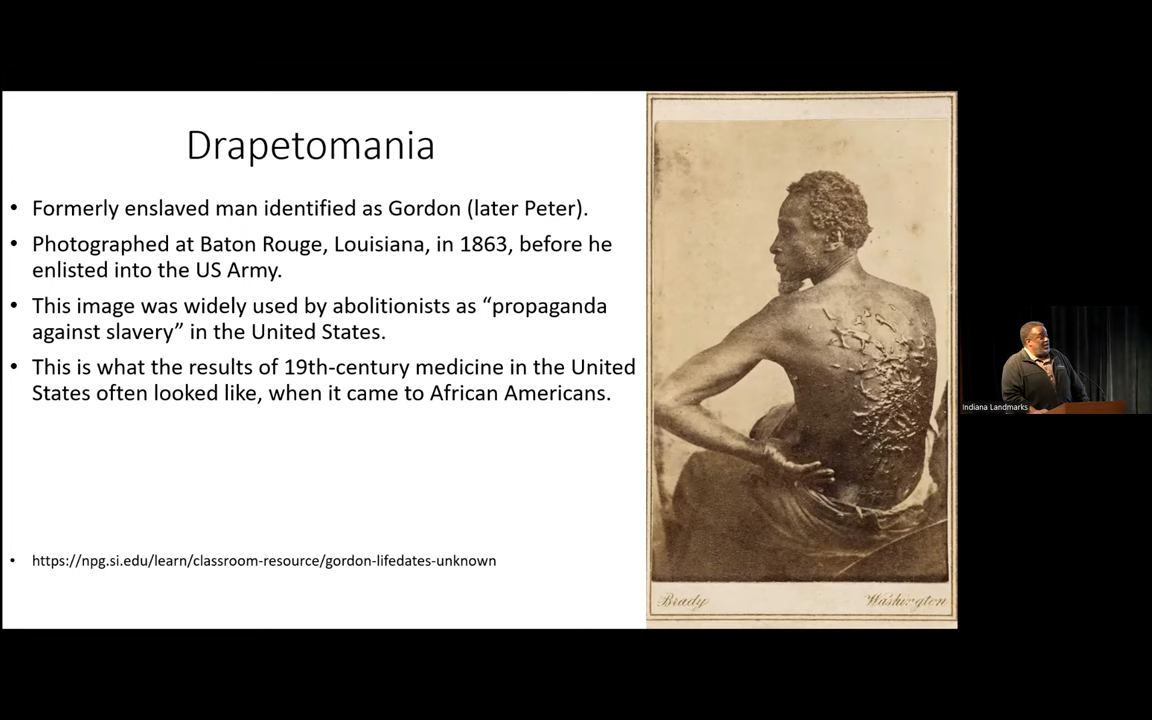 Drapetomania
• Formerly enslaved man identified as Gordon (later Peter).
• Photographed at Baton Rouge, Louisiana, in 1863, before he
enlisted into the US Army.
• This image was widely used by abolitionists as “propaganda
against slavery” in the United States.
• This is what the results of 19th-century medicine in the United
States often looked like, when it came to African Americans.
• https://npg.si.edu/learn/classroom-resource/gordon-lifedates-unknown
Brady Washington
Indiana Landmarks